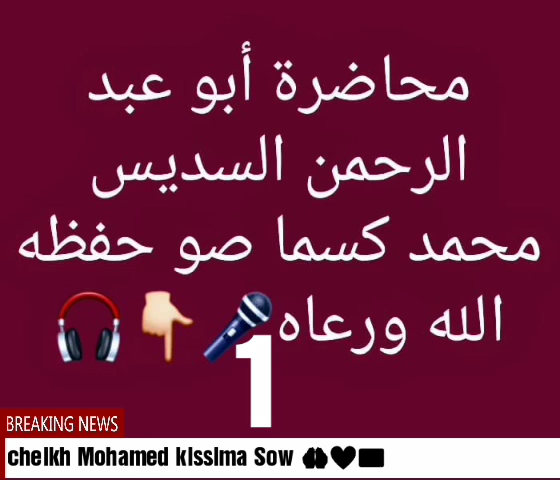 محاضرة أبو عبد
الرحمن السديس
محمد كسما صو حفظه
الله ورعاه🎤👇🏼🎧
1
BREAKING NEWS
cheikh Mohamed kissima Sow 🤲🖤